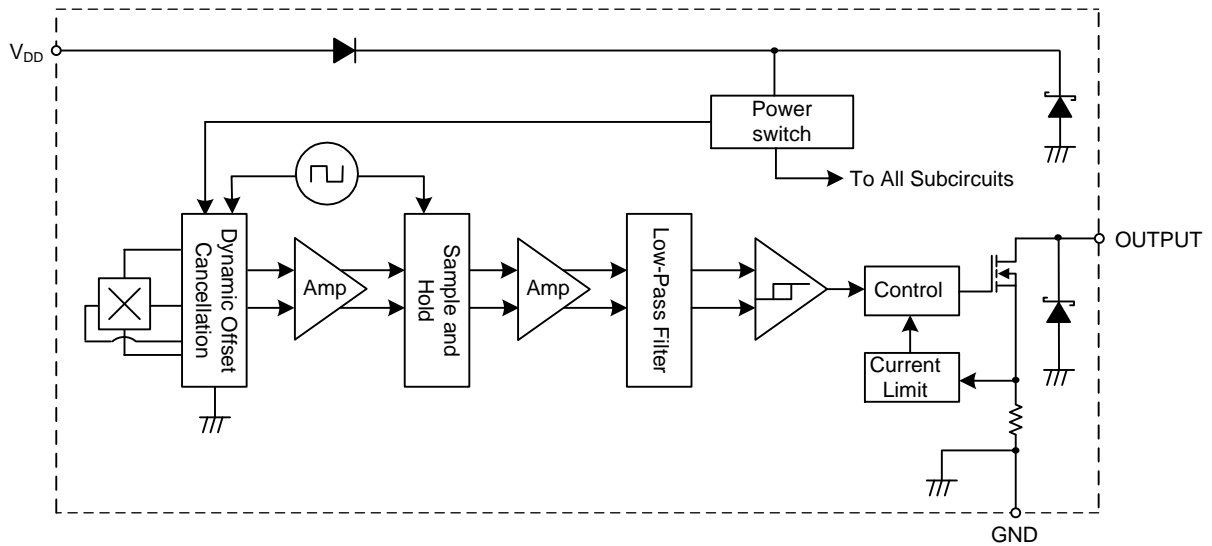 VDD
Power
switch
To All Subcircuits
Dynamic Offset
Cancellation
Amp
Sample and
Hold
Amp
Low-Pass Filter
Control
Current
Limit
OUTPUT
GND